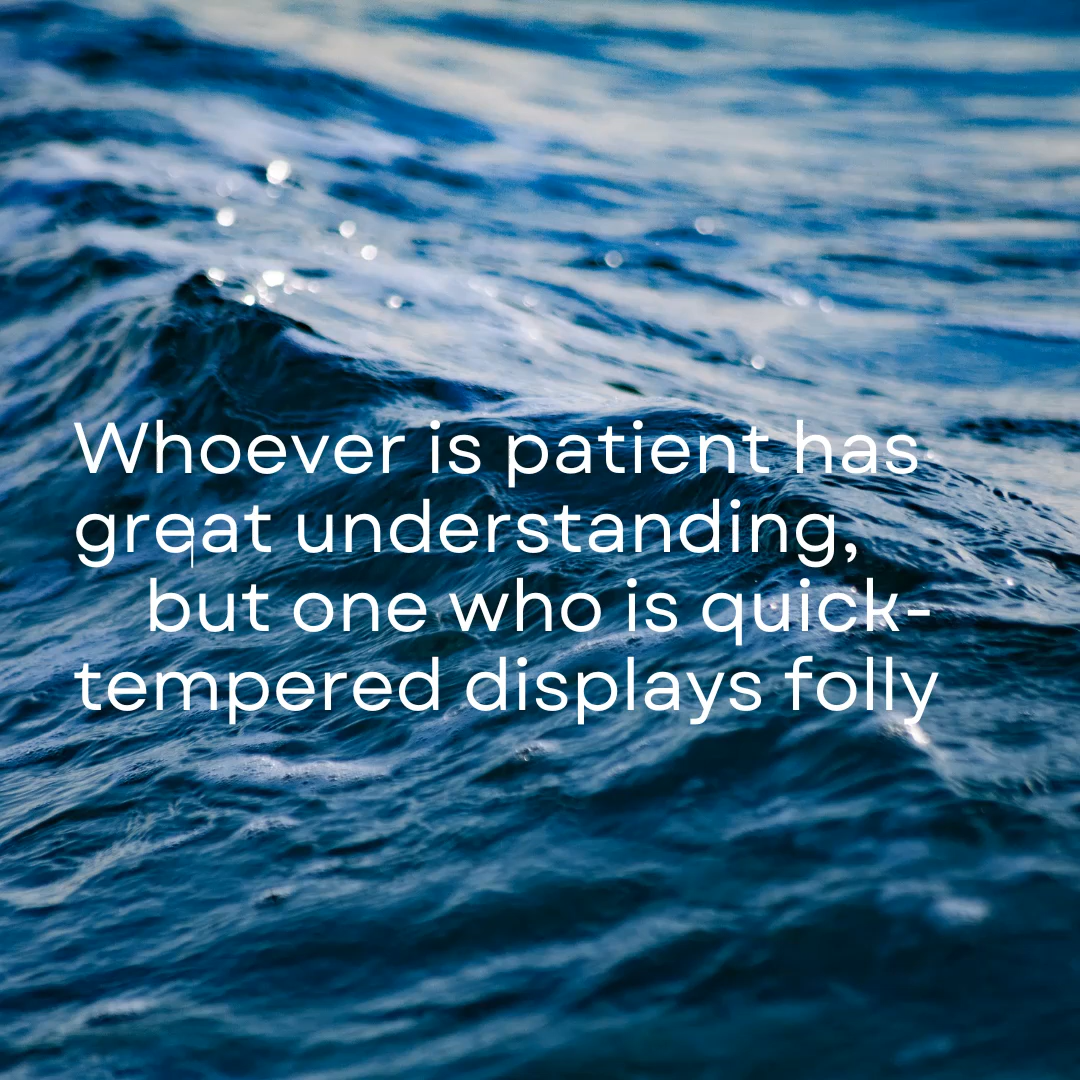 Whoever is patient has
great understanding,
but one who is quick-
tempered displays folly